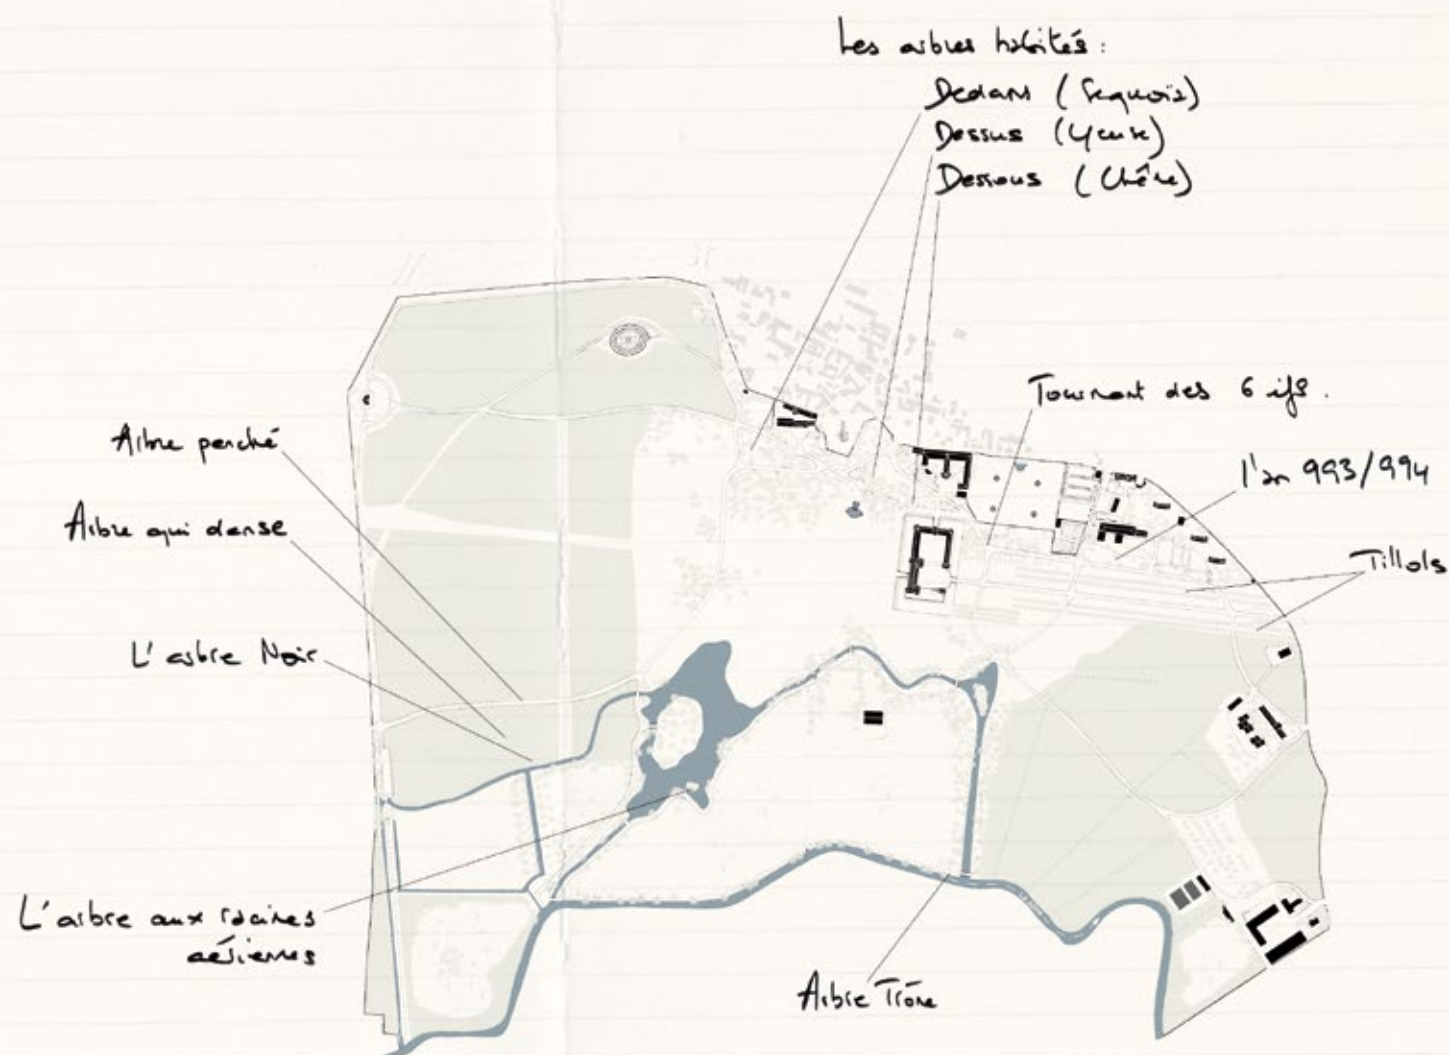 Les arbres habités :
Dedans (Sequoia)
Dessus (Yeuse)
Dessous (Chêne)
Tournant des 6 ifs.
l'an 993/994
Tillols
Arbre perché
Arbre qui danse
L'arbre Noir
L'arbre aux racines
aériennes
Arbre Trône